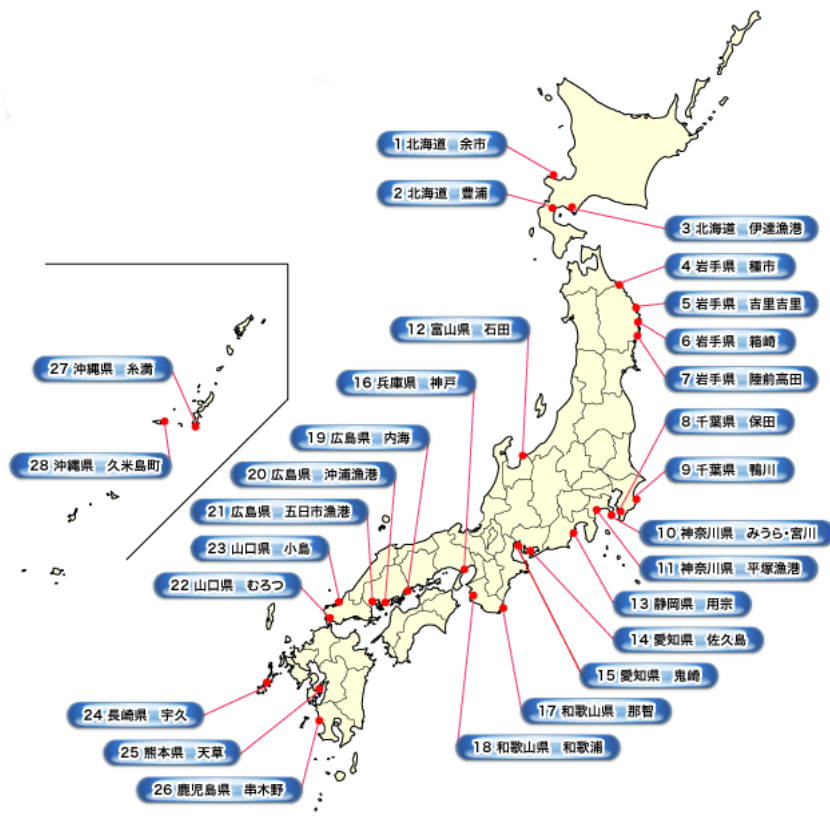 1 北海道 余市
2 北海道 豊浦
3 北海道 伊達漁港
4 岩手県 種市
5 岩手県 吉里吉里
6 岩手県 箱崎
7 岩手県 陸前高田
8 千葉県 保田
9 千葉県 鴨川
10 神奈川県 みうら・宮川
11 神奈川県 平塚漁港
12 富山県 石田
13 静岡県 用宗
14 愛知県 佐久島
15 愛知県 鬼崎
16 兵庫県 神戸
17 和歌山県 那智
18 和歌山県 和歌浦
19 広島県 内海
20 広島県 沖浦漁港
21 広島県 五日市漁港
23 山口県 小島
22 山口県 むろつ
24 長崎県 宇久
25 熊本県 天草
26 鹿児島県 串木野
27 沖縄県 糸満
28 沖縄県 久米島町